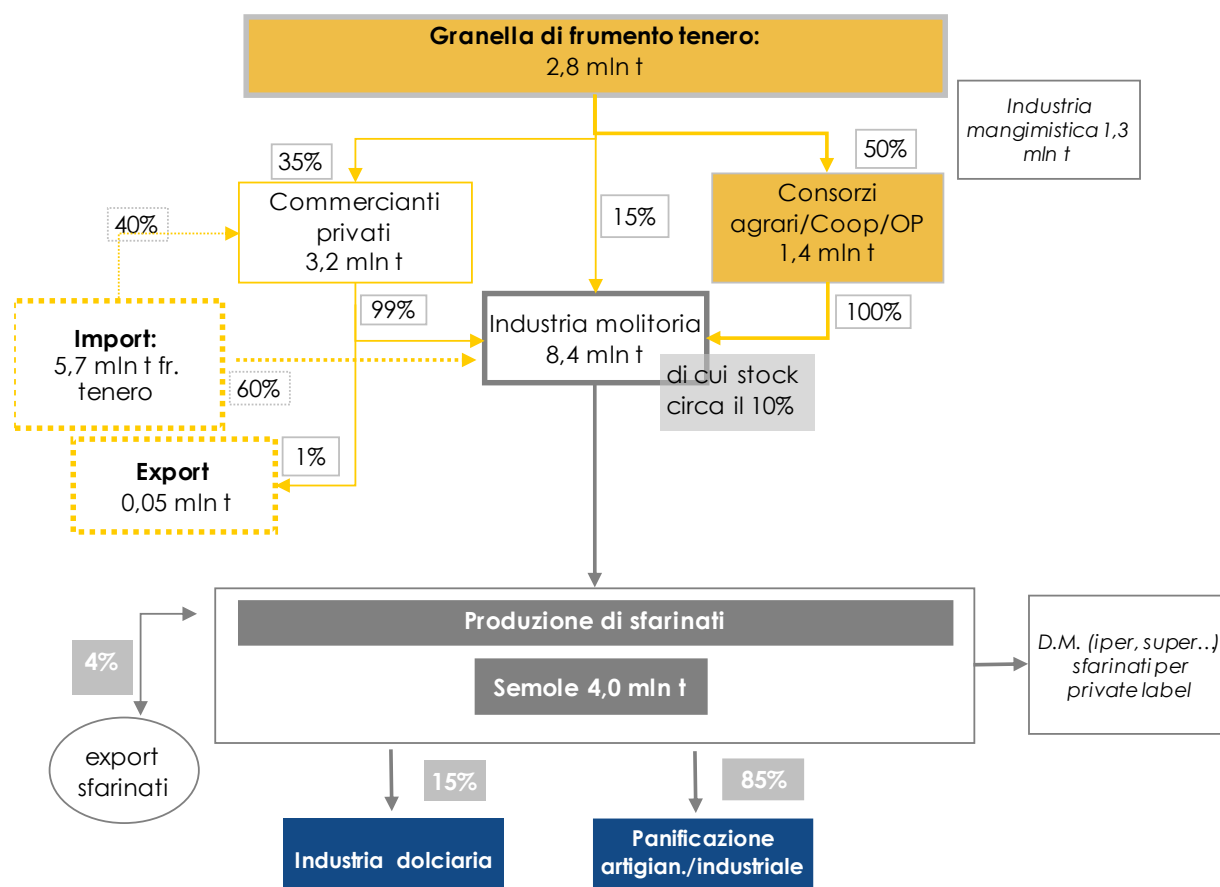 Granella di frumento tenero:
2,8 mln t
Industria
mangimistica 1,3
mln t
35%
50%
40%
15%
Commercianti
privati
3,2 mln t
Consorzi
agrari/Coop/OP
1,4 mln t
99%
100%
Import:
5,7 mln t fr.
tenero
Industria molitoria
8,4 mln t
60%
di cui stock
circa il 10%
1%
Export
0,05 mln t
Produzione di sfarinati
4%
Semole 4,0 mln t
D.M. (iper, super...)
sfarinati per
private label
export
sfarinati
15%
85%
Industria dolciaria
Panificazione
artigian./industriale